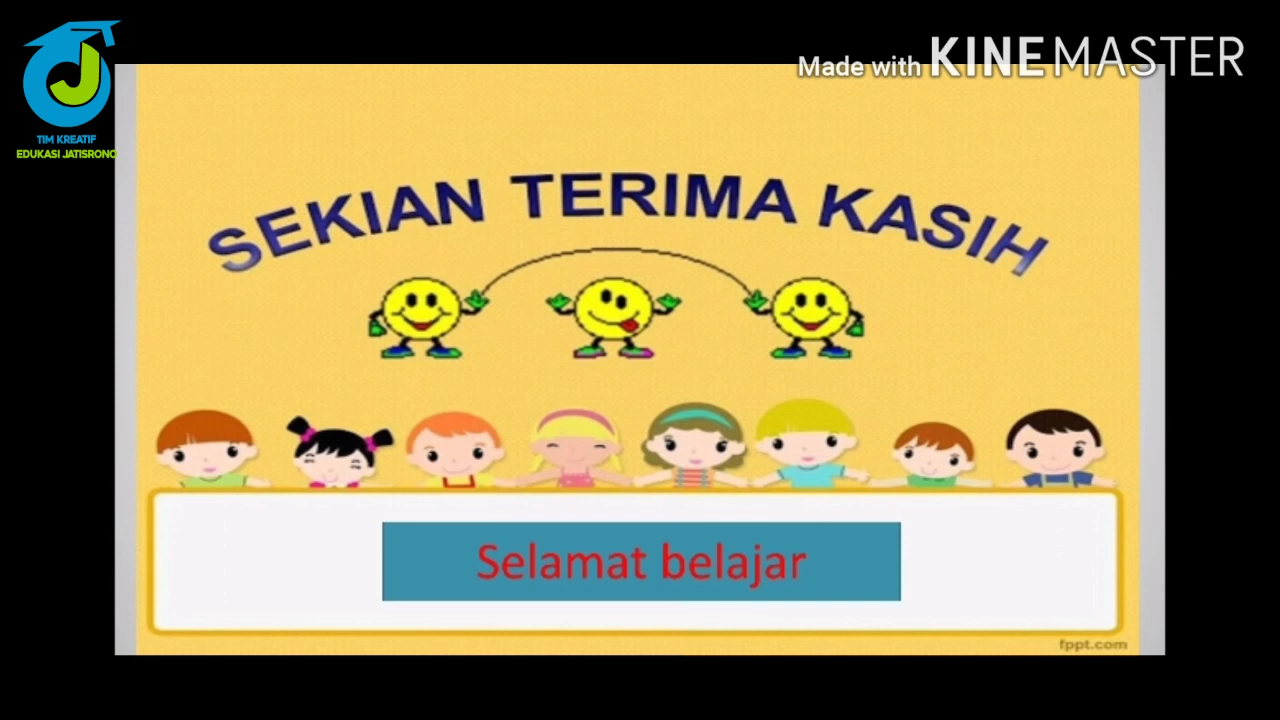 Made with KINEMASTER
TIM KREATIF
EDUKASI JATISRONO
SEKIAN TERIMA KASIH
Selamat belajar
fppt.com